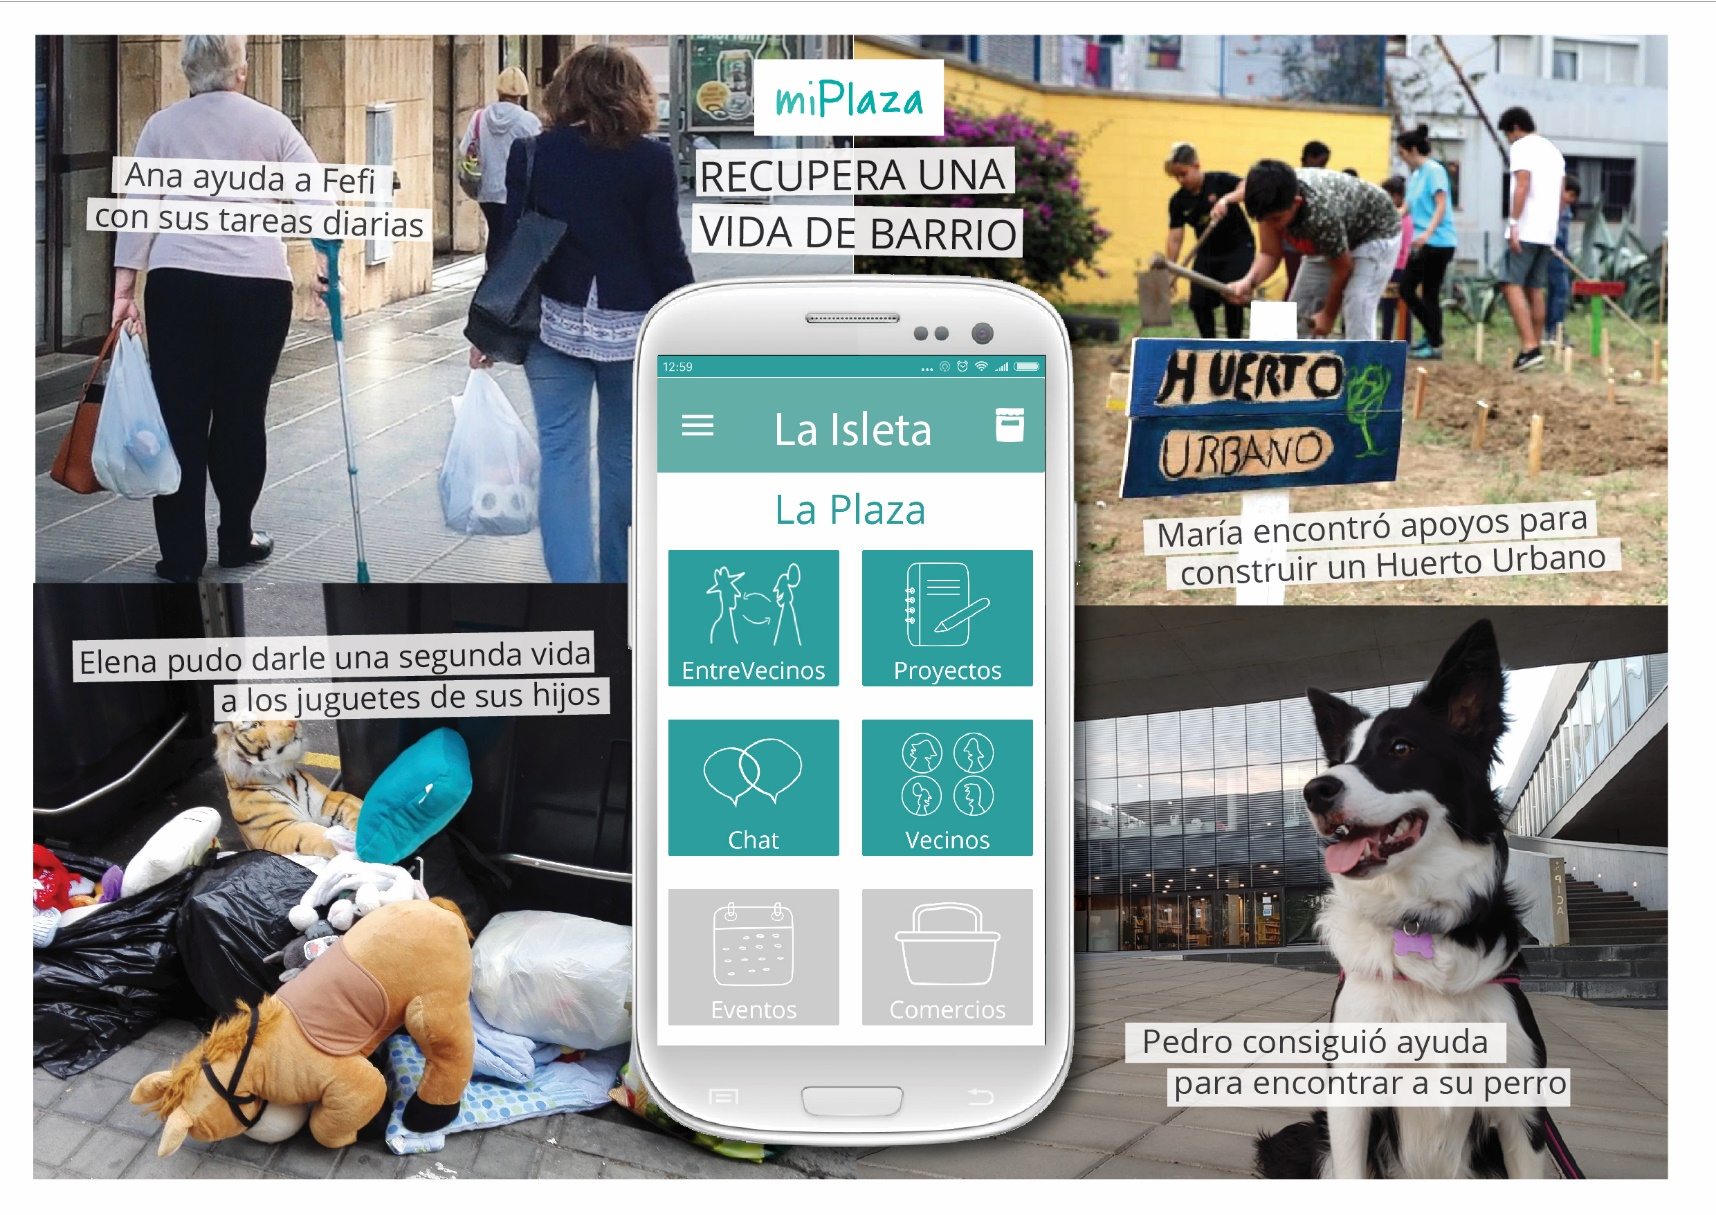 miPlaza
RECUPERA UNA
VIDA DE BARRIO
Ana ayuda a Fefi
con sus tareas diarias
María encontró apoyos para
construir un Huerto Urbano
HUERTO
URBANO
Elena pudo darle una segunda vida
a los juguetes de sus hijos
Pedro consiguió ayuda
para encontrar a su perro
12:59
La Isleta
La Plaza
EntreVecinos
Proyectos
Chat
Vecinos
Eventos
Comercios